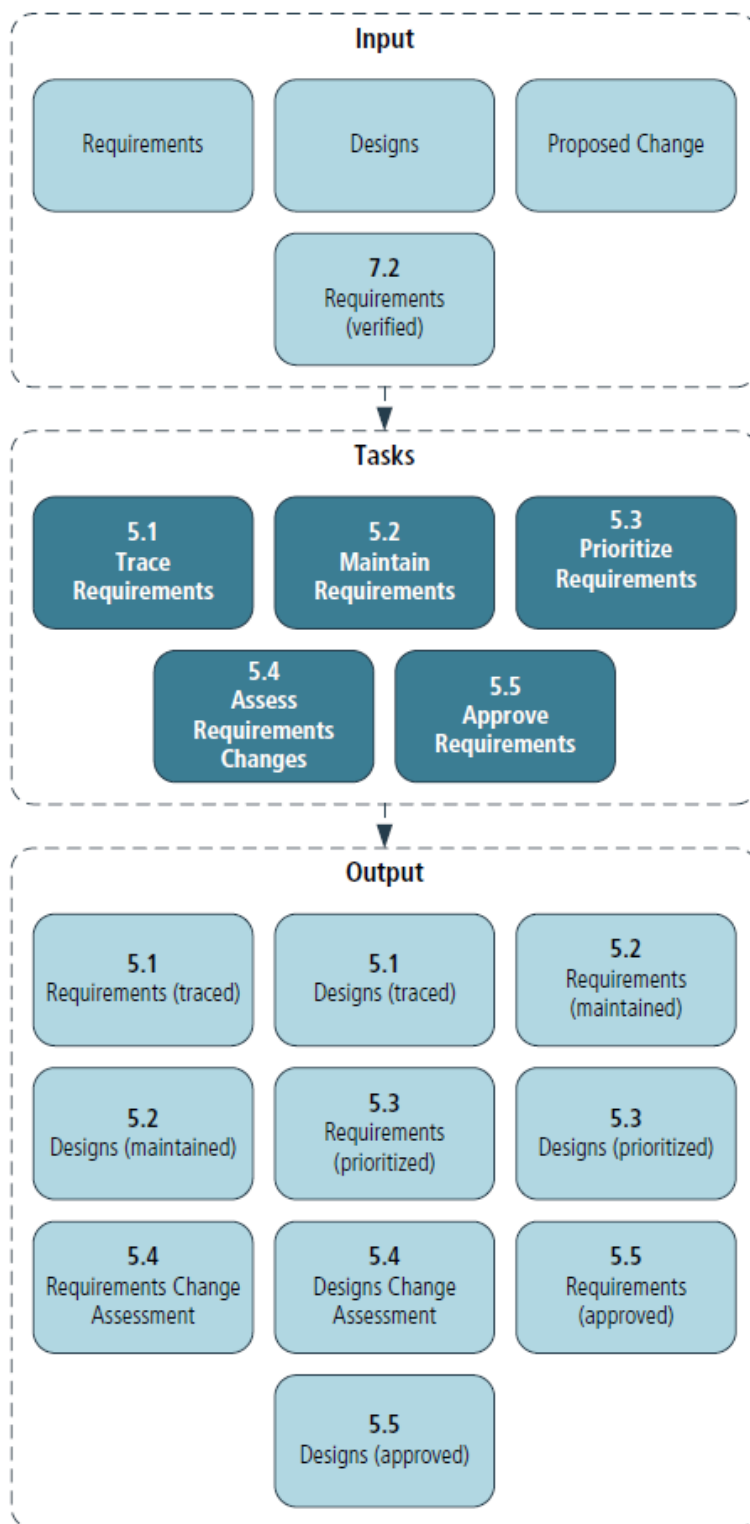 Input
Requirements
Designs
Proposed Change
7.2
Requirements
(verified)
Tasks
5.1
Trace
Requirements
5.2
Maintain
Requirements
5.3
Prioritize
Requirements
5.4
Assess
Requirements
Changes
5.5
Approve
Requirements
Output
5.1
Requirements (traced)
5.1
Designs (traced)
5.2
Requirements
(maintained)
5.2
Designs (maintained)
5.3
Requirements
(prioritized)
5.3
Designs (prioritized)
5.4
Requirements Change
Assessment
5.4
Designs Change
Assessment
5.5
Requirements
(approved)
5.5
Designs (approved)